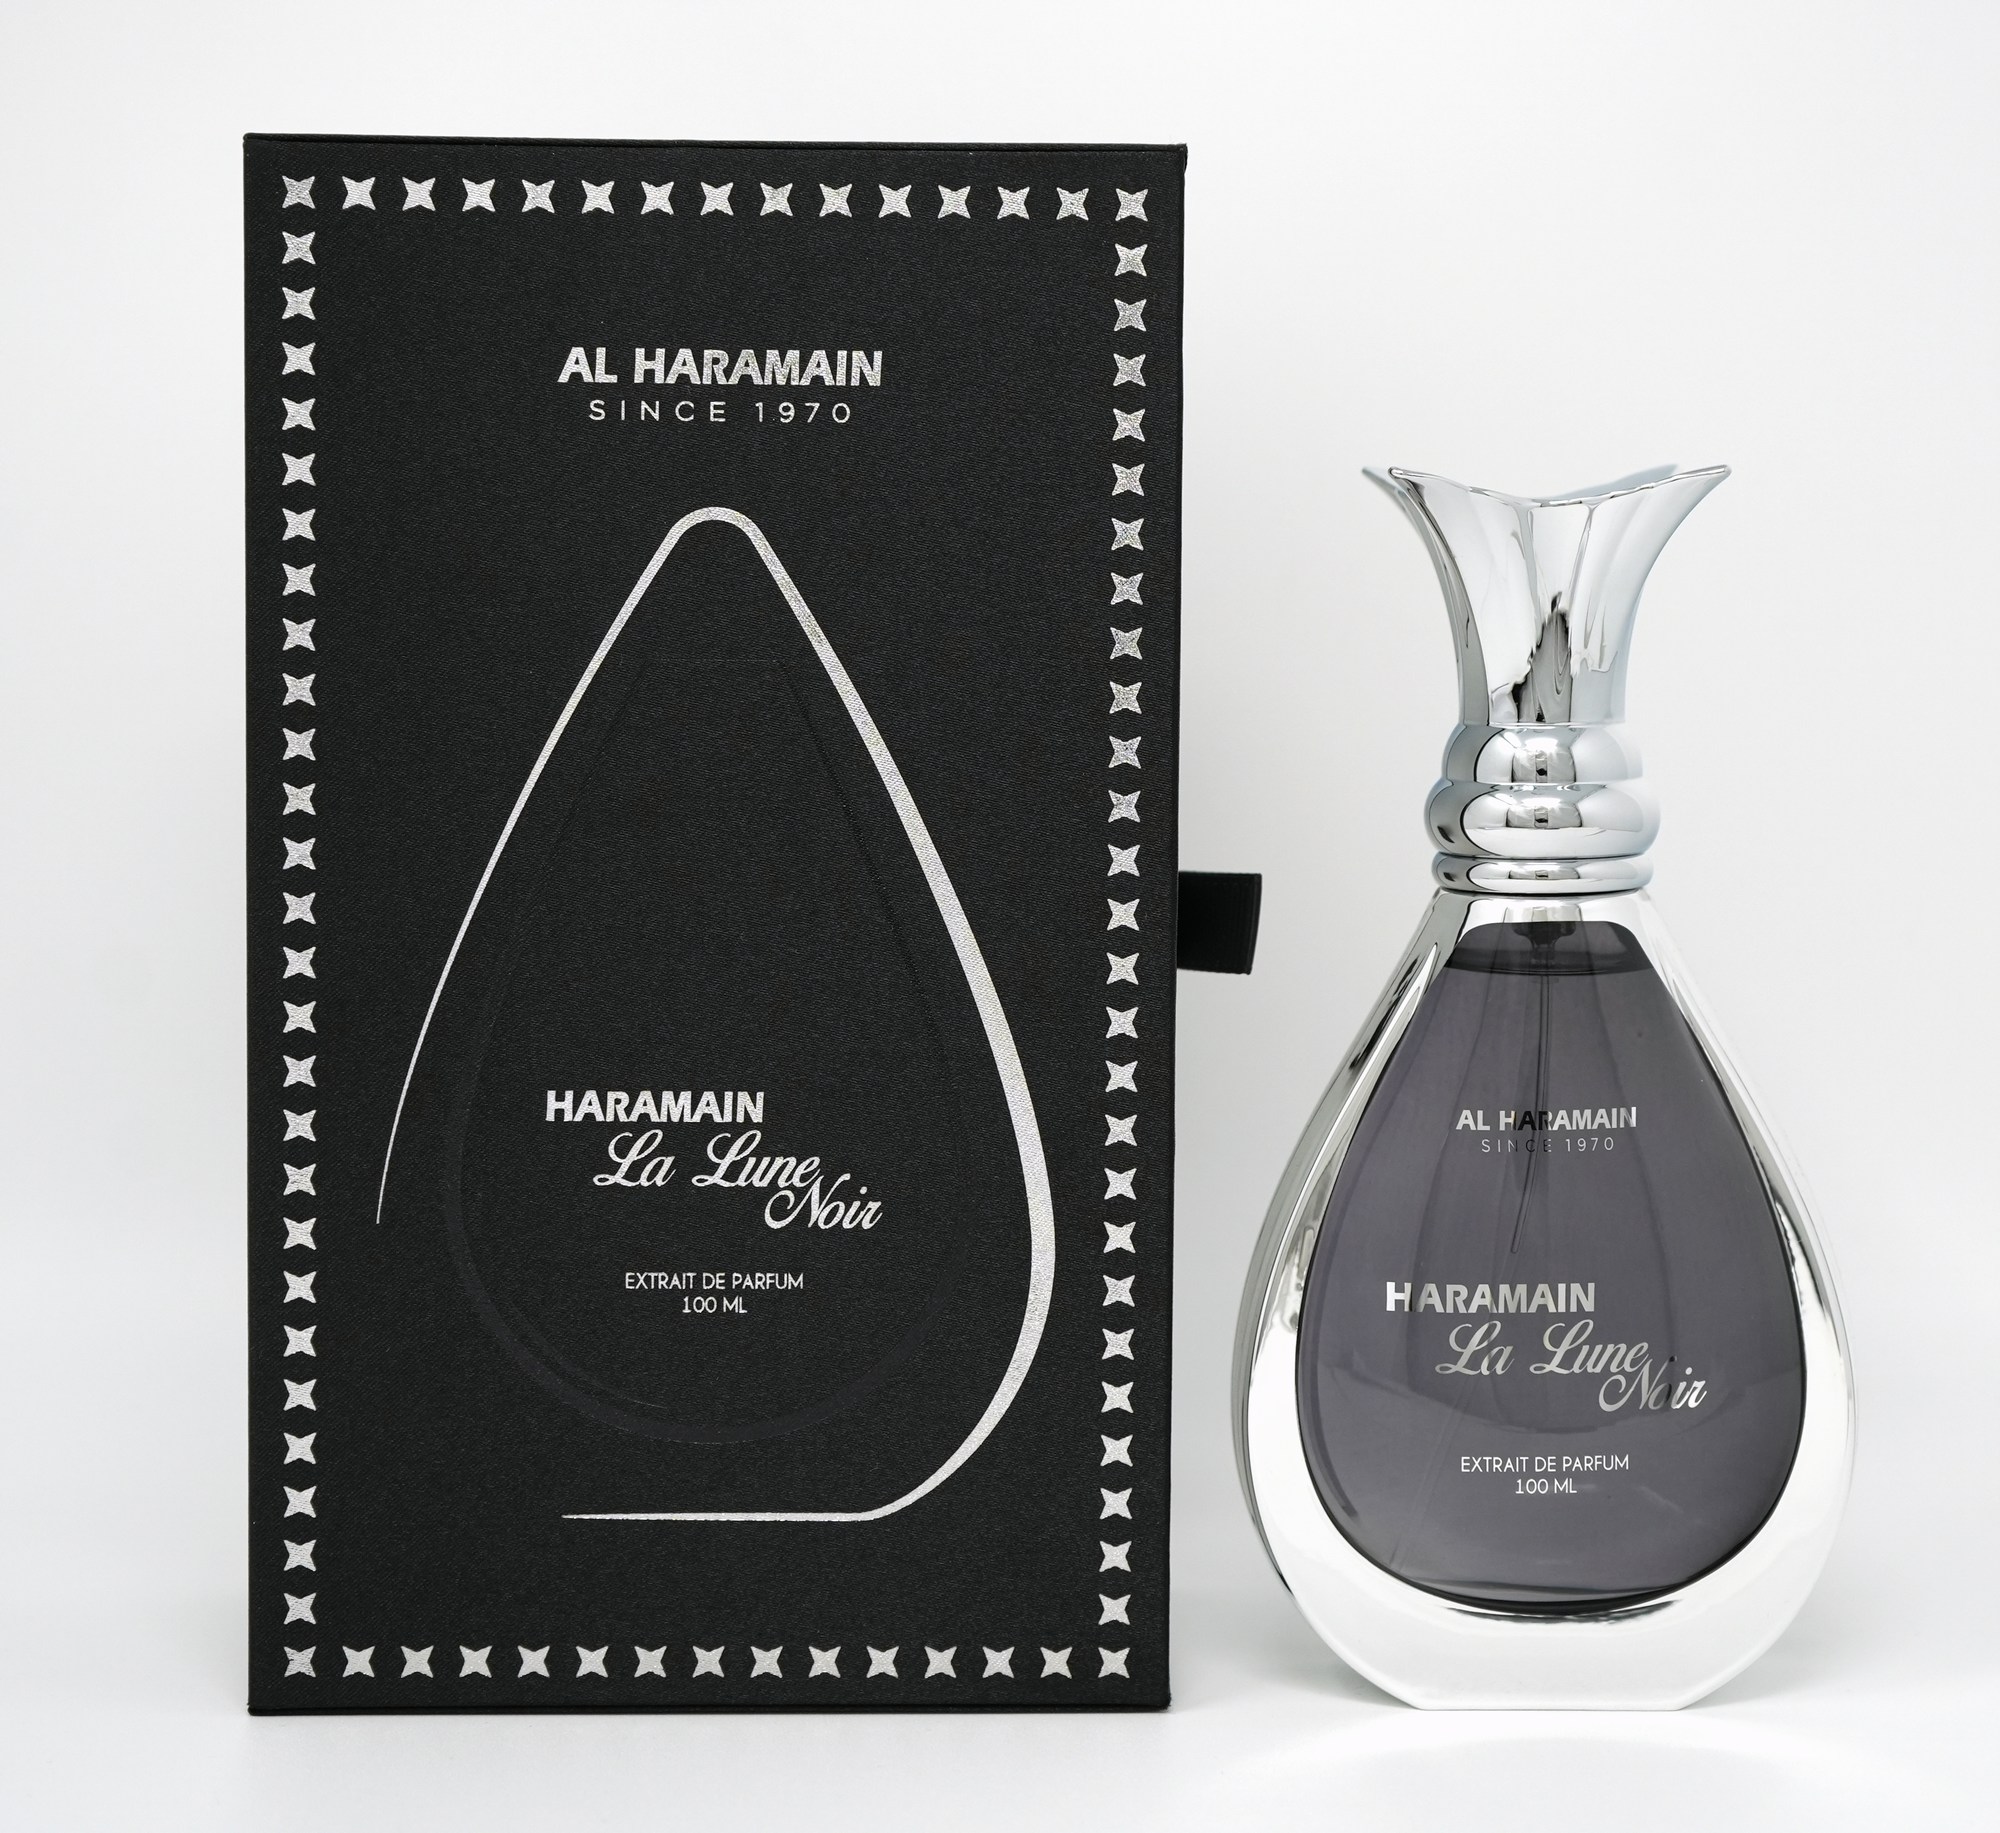 AL HARAMAIN
SINCE 1970
HARAMAIN
La Lune
Noir
EXTRAIT DE PARFUM
100 ML
AL HARAMAIN
SINCE 1970
HARAMAIN
La Lune
Noir
EXTRAIT DE PARFUM
100 ML